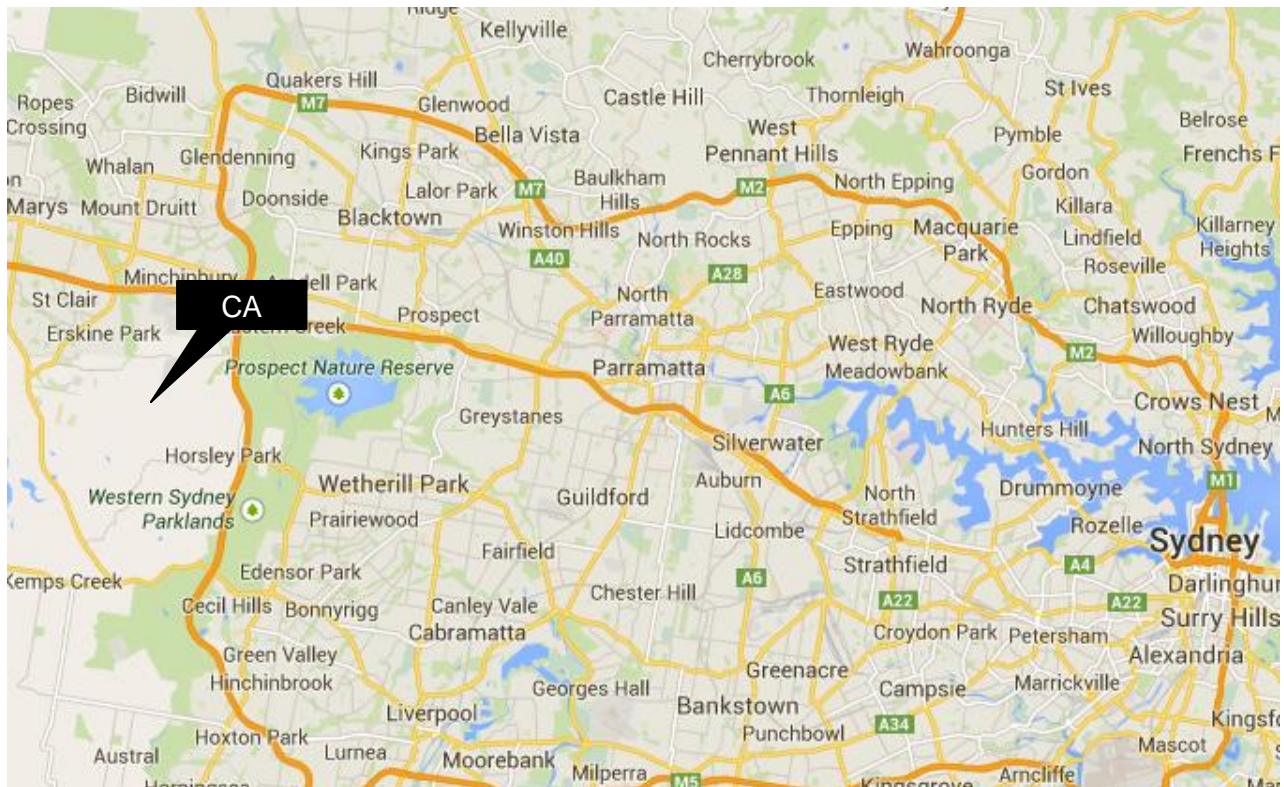 Kellyville
Wahroonga
Cherrybrook
Quakers Hill
St Ives
Ropes
Crossing
Bidwill
M7
Glenwood
Castle Hill
Thornleigh
Belrose
Bella Vista
West
Pennant Hills
Pymble
Whalan
Glendenning
Kings Park
Frenchs F
Gordon
Marys
Mount Druitt
Doonside
Lalor Park
M7
Baulkham
Hills
M2
North Epping
Blacktown
Killara
Winston Hills
North Rocks
Epping
Macquarie
Park
Lindfield
Killarney
Heights
A40
A28
Roseville
Minchinbury
St Clair
CA
Eastwood
North
Parramatta
North Ryde
Chatswood
Erskine Park
Prospect
Willoughby
West Ryde
Meadowbank
M2
Prospect Nature Reserve
Parramatta
A6
Crows Nest
Greystanes
Silverwater
Hunters Hill
North Sydney
Horsley Park
Wetherill Park
Auburn
M1
Western Sydney
Parklands
Guildford
North
Strathfield
Drummoyne
Prairiewood
Lidcombe
Rozelle
Sydney
Fairfield
Strathfield
A4
Kemps Creek
Edensor Park
A6
Darlinghur
Chester Hill
A22
A22
Cecil Hills
Bonnyrigg
Canley Vale
Surry Hills
Cabramatta
Croydon Park
Petersham
Green Valley
Alexandria
Hinchinbrook
Georges Hall
Greenacre
Campsie
Marrickville
Liverpool
Bankstown
A34
Kingsfo
Hoxton Park
Punchbowl
Austral
Lurnea
Moorebank
Mascot
Milperra
M5
Kingsgrove
Arncliffe